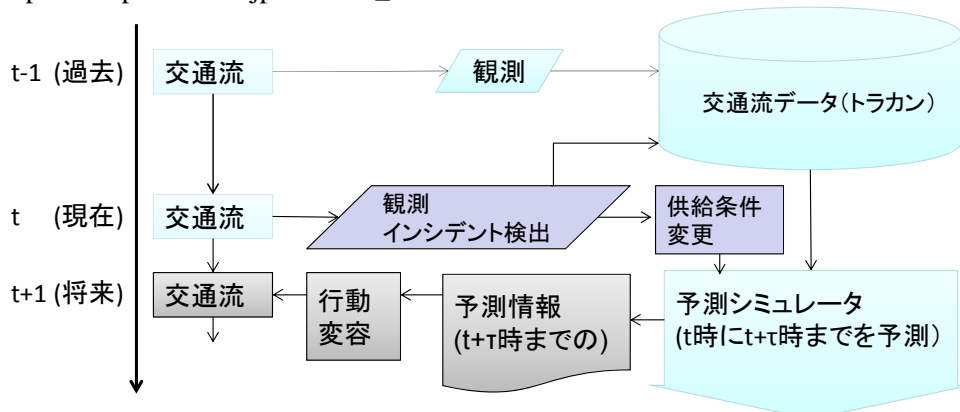 t-1 (過去)
交通流
観測
交通流データ(トラカン)
t (現在)
交通流
観測
インシデント検出
供給条件
変更
t+1 (将来)
交通流
行動
変容
予測情報
(t+τ時までの)
予測シミュレータ
(t時にt+τ時までを予測)